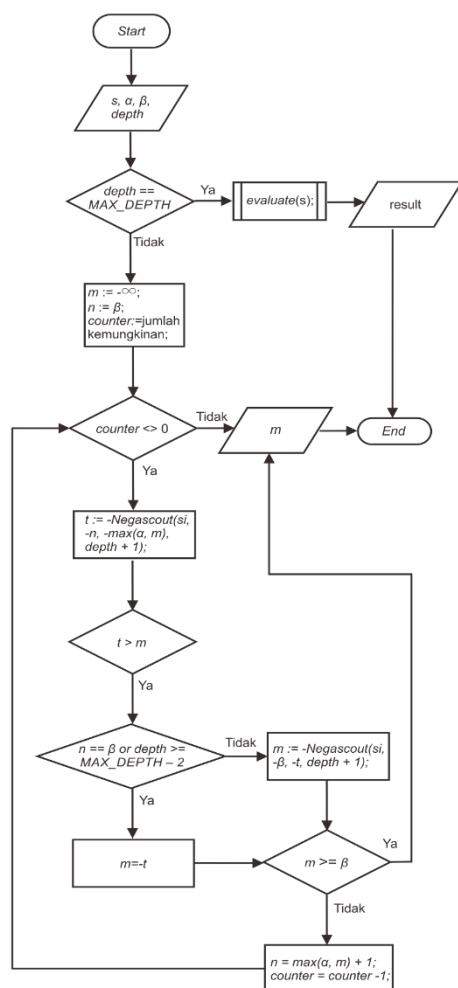 Start
s, α, β,
depth
depth ==
MAX_DEPTH
Ya
evaluate(s);
result
Tidak
m := -∞;
n := β;
counter:=jumlah
kemungkinan;
counter <> 0
Tidak
m
End
Ya
t := -Negascout(si,
-n, -max(α, m),
depth + 1);
t > m
Ya
n == β or depth >=
MAX_DEPTH – 2
Tidak
m := -Negascout(si,
-β, -t, depth + 1);
Ya
m=-t
m >= β
Ya
Tidak
n = max(α, m) + 1;
counter = counter -1;